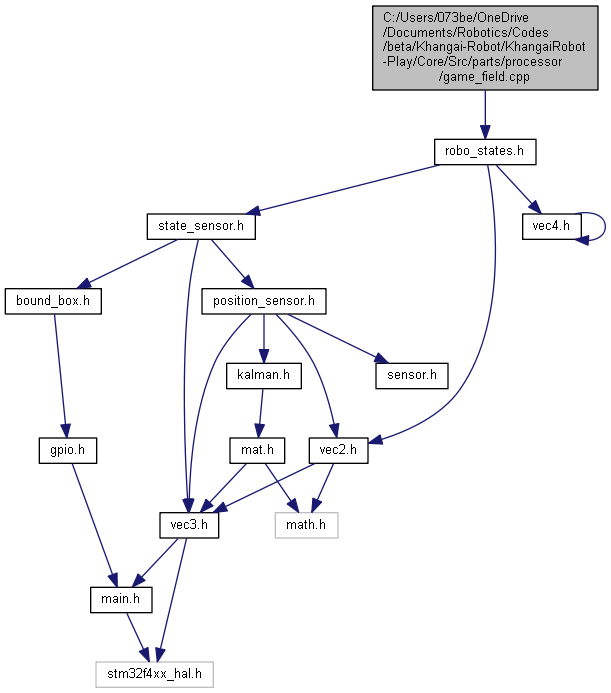 C:/Users/073be/OneDrive
/Documents/Robotics/Codes
/beta/Khangai-Robot/KhangaiRobot
-Play/Core/Src/parts/processor
/game_field.cpp
robo_states.h
state_sensor.h
vec4.h
bound_box.h
position_sensor.h
kalman.h
sensor.h
gpio.h
mat.h
vec2.h
vec3.h
math.h
main.h
stm32f4xx_hal.h